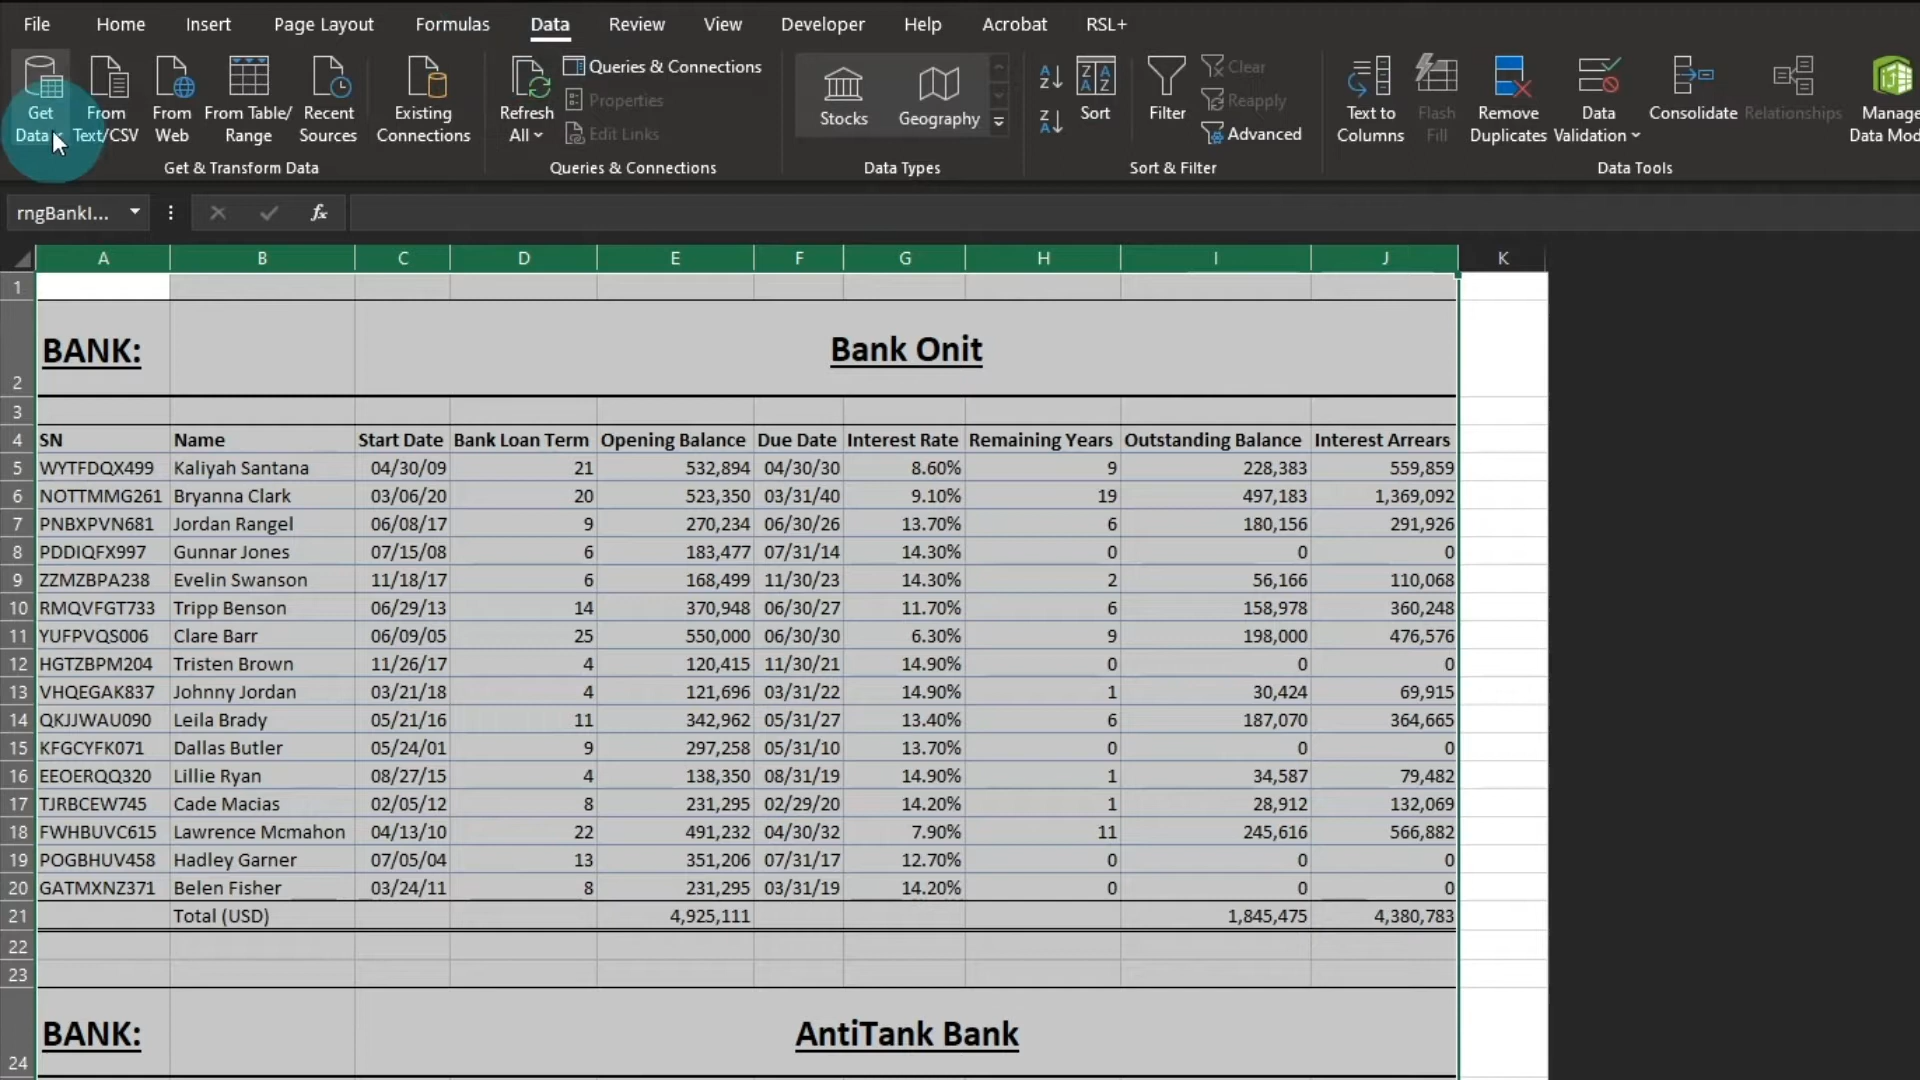 File Home Insert Page Layout Formulas Data Review View Developer Help Acrobat RSL+
Get Data
From Text/CSV
From Web
From Table/ Range
Recent Sources
Existing Connections
Get & Transform Data
Refresh All
Queries & Connections
Properties
Edit Links
Queries & Connections
Stocks
Geography
Data Types
Sort
Filter
Clear
Reapply
Advanced
Sort & Filter
Text to Columns
Flash Fill
Remove Duplicates
Data Validation
Consolidate
Relationships
Manage
Data Mod
Data Tools
rngBankI... fx
A B C D E F G H I J K
1
2 BANK: Bank Onit
3
4 SN Name Start Date Bank Loan Term Opening Balance Due Date Interest Rate Remaining Years Outstanding Balance Interest Arrears
5 WYTFDQX499 Kaliyah Santana 04/30/09 21 532,894 04/30/30 8.60% 9 228,383 559,859
6 NOTTMMG261 Bryanna Clark 03/06/20 20 523,350 03/31/40 9.10% 19 497,183 1,369,092
7 PNBXPVN681 Jordan Rangel 06/08/17 9 270,234 06/30/26 13.70% 6 180,156 291,926
8 PDDIQFX997 Gunnar Jones 07/15/08 6 183,477 07/31/14 14.30% 0 0 0
9 ZZMZBPA238 Evelin Swanson 11/18/17 6 168,499 11/30/23 14.30% 2 56,166 110,068
10 RMQVFGT733 Tripp Benson 06/29/13 14 370,948 06/30/27 11.70% 6 158,978 360,248
11 YUFPVQS006 Clare Barr 06/09/05 25 550,000 06/30/30 6.30% 9 198,000 476,576
12 HGTZBPM204 Tristen Brown 11/26/17 4 120,415 11/30/21 14.90% 0 0 0
13 VHQEGAK837 Johnny Jordan 03/21/18 4 121,696 03/31/22 14.90% 1 30,424 69,915
14 QKJJWAU090 Leila Brady 05/21/16 11 342,962 05/31/27 13.40% 6 187,070 364,665
15 KFGCYFK071 Dallas Butler 05/24/01 9 297,258 05/31/10 13.70% 0 0 0
16 EEOERQQ320 Lillie Ryan 08/27/15 4 138,350 08/31/19 14.90% 1 34,587 79,482
17 TJRBCEW745 Cade Macias 02/05/12 8 231,295 02/29/20 14.20% 1 28,912 132,069
18 FWHBUVC615 Lawrence Mcmahon 04/13/10 22 491,232 04/30/32 7.90% 11 245,616 566,882
19 POGBHUV458 Hadley Garner 07/05/04 13 351,206 07/31/17 12.70% 0 0 0
20 GATMXNZ371 Belen Fisher 03/24/11 8 231,295 03/31/19 14.20% 0 0 0
21 Total (USD) 4,925,111 1,845,475 4,380,783
22
23
24 BANK: AntiTank Bank